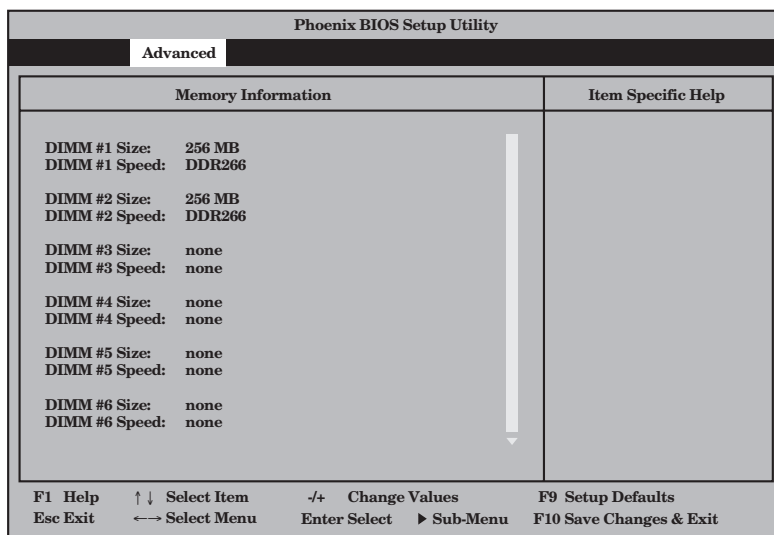 Phoenix BIOS Setup Utility
Advanced
Memory Information
Item Specific Help
DIMM #1 Size: 256 MB
DIMM #1 Speed: DDR266
DIMM #2 Size: 256 MB
DIMM #2 Speed: DDR266
DIMM #3 Size: none
DIMM #3 Speed: none
DIMM #4 Size: none
DIMM #4 Speed: none
DIMM #5 Size: none
DIMM #5 Speed: none
DIMM #6 Size: none
DIMM #6 Speed: none
F1 Help ↑↓ Select Item -/+ Change Values F9 Setup Defaults
Esc Exit ←→ Select Menu Enter Select ▶ Sub-Menu F10 Save Changes & Exit